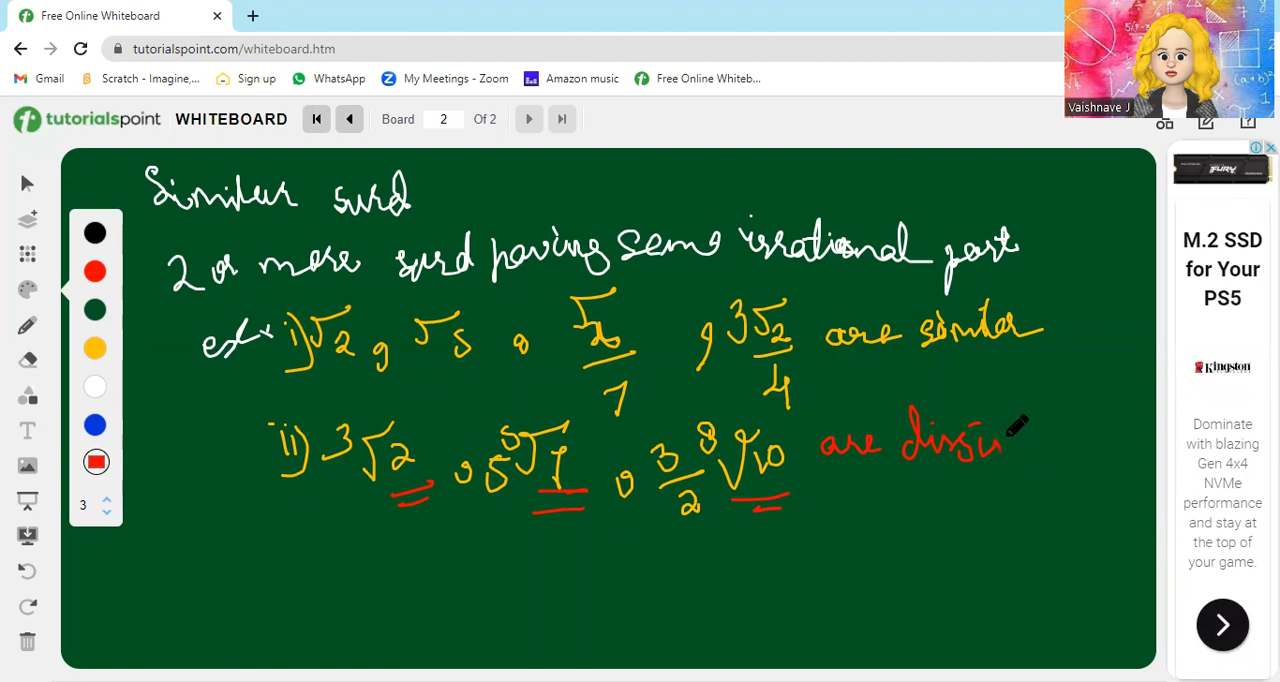 Free Online Whiteboard
tutorialspoint.com/whiteboard.htm
Gmail Scratch - Imagine,... Sign up WhatsApp My Meetings - Zoom Amazon music Free Online Whiteb...
Vaishnave J
tutorialspoint WHITEBOARD Board 2 Of 2
Similar surd
2 or more surd having same irrational part
ex i) √2 , √5 , , 3√2/4 are similar
7
ii) 3√2 , 5 , 3/2 ⁸√10 are dissi
3
FURY
M.2 SSD
for Your
PS5
Kingston
Dominate
with blazing
Gen 4x4
NVMe
performance
and stay at
the top of
your game.